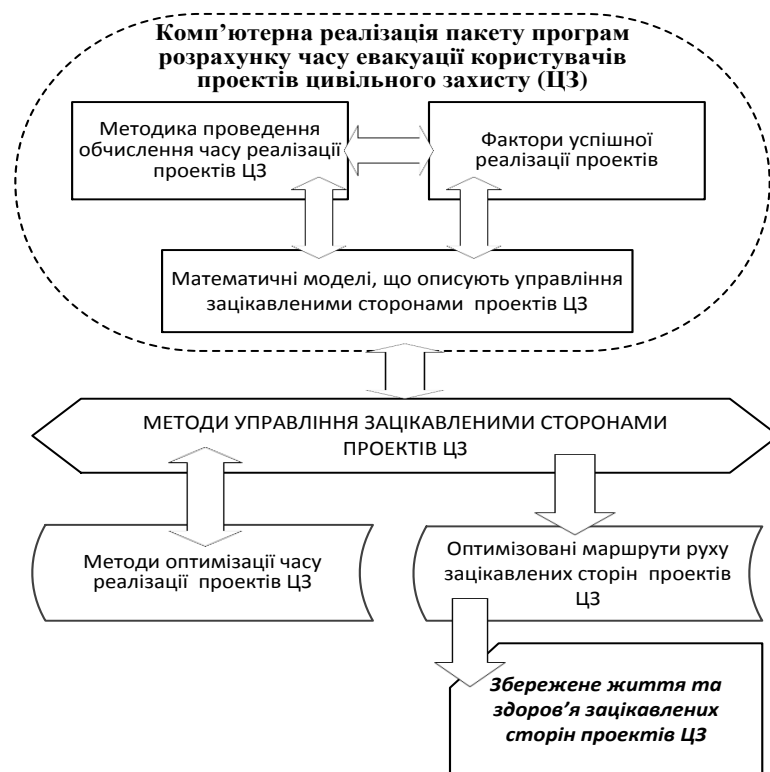 Комп’ютерна реалізація пакету програм
розрахунку часу евакуації користувачів
проектів цивільного захисту (ЦЗ)
Методика проведення
обчислення часу реалізації
проектів ЦЗ
Фактори успішної
реалізації проектів
Математичні моделі, що описують управління
зацікавленими сторонами проектів ЦЗ
МЕТОДИ УПРАВЛІННЯ ЗАЦІКАВЛЕНИМИ СТОРОНАМИ
ПРОЕКТІВ ЦЗ
Методи оптимізації часу
реалізації проектів ЦЗ
Оптимізовані маршрути руху
зацікавлених сторін проектів
ЦЗ
Збережене життя та
здоров’я зацікавлених
сторін проектів ЦЗ